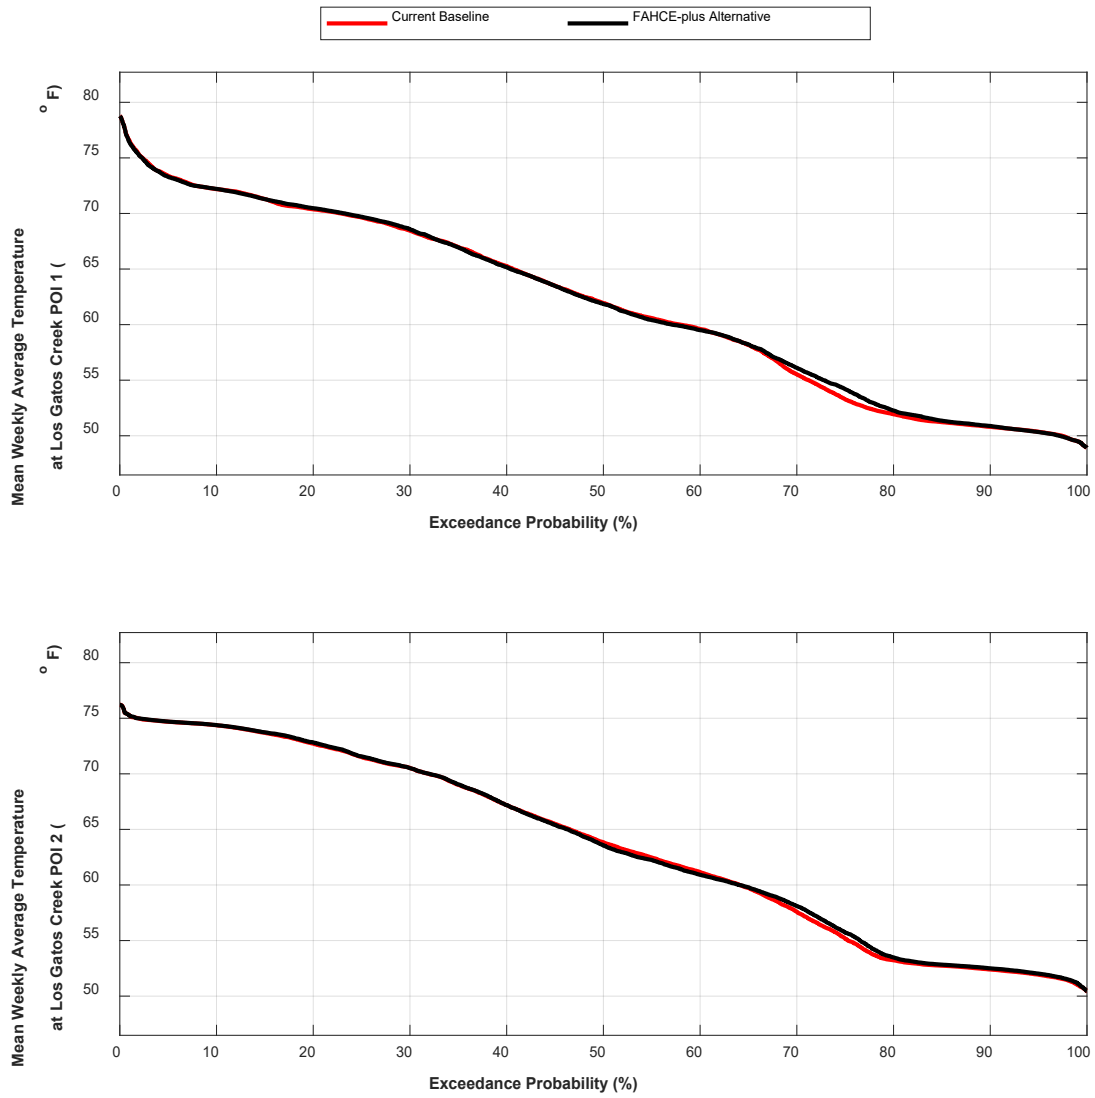 Current Baseline
FAHCE-plus Alternative
Mean Weekly Average Temperature
at Los Gatos Creek POI 1 (
o F)
80
75
70
65
60
55
50
0 10 20 30 40 50 60 70 80 90 100
Exceedance Probability (%)
Mean Weekly Average Temperature
at Los Gatos Creek POI 2 (
o F)
80
75
70
65
60
55
50
0 10 20 30 40 50 60 70 80 90 100
Exceedance Probability (%)